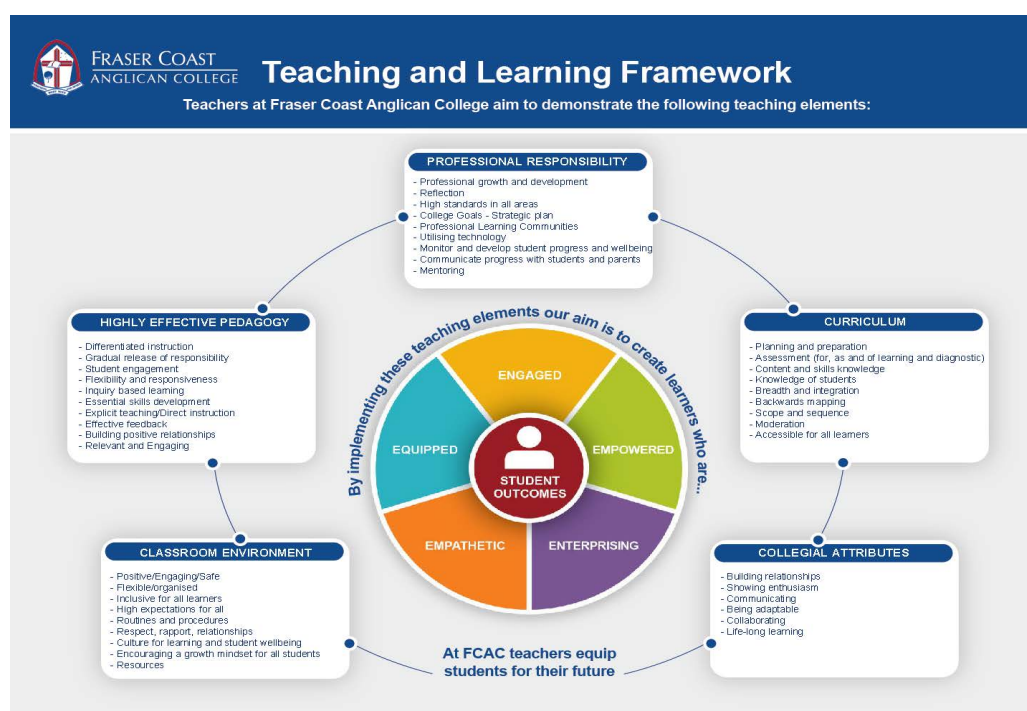 FRASER COAST
ANGLICAN COLLEGE
Teaching and Learning Framework
Teachers at Fraser Coast Anglican College aim to demonstrate the following teaching elements:
PROFESSIONAL RESPONSIBILITY
- Professional growth and development
- Reflection
- High standards in all areas
- College Goals - Strategic plan
- Professional Learning Communities
- Utilising technology
- Monitor and develop student progress and wellbeing
- Communicate progress with students and parents
- Mentoring
HIGHLY EFFECTIVE PEDAGOGY
- Differentiated instruction
- Gradual release of responsibility
- Student engagement
- Flexibility and responsiveness
- Inquiry based learning
- Essential skills development
- Explicit teaching/Direct instruction
- Effective feedback
- Building positive relationships
- Relevant and Engaging
CURRICULUM
- Planning and preparation
- Assessment (for, as and of learning and diagnostic)
- Content and skills knowledge
- Knowledge of students
- Breadth and integration
- Backwards mapping
- Scope and sequence
- Moderation
- Accessible for all learners
By implementing these teaching elements our aim is to create learners who are...
ENGAGED
EQUIPPED
EMPOWERED
STUDENT
OUTCOMES
EMPATHETIC
ENTERPRISING
CLASSROOM ENVIRONMENT
- Positive/Engaging/Safe
- Flexible/organised
- Inclusive for all learners
- High expectations for all
- Routines and procedures
- Respect, rapport, relationships
- Culture for learning and student wellbeing
- Encouraging a growth mindset for all students
- Resources
COLLEGIAL ATTRIBUTES
- Building relationships
- Showing enthusiasm
- Communicating
- Being adaptable
- Collaborating
- Life-long learning
At FCAC teachers equip
students for their future